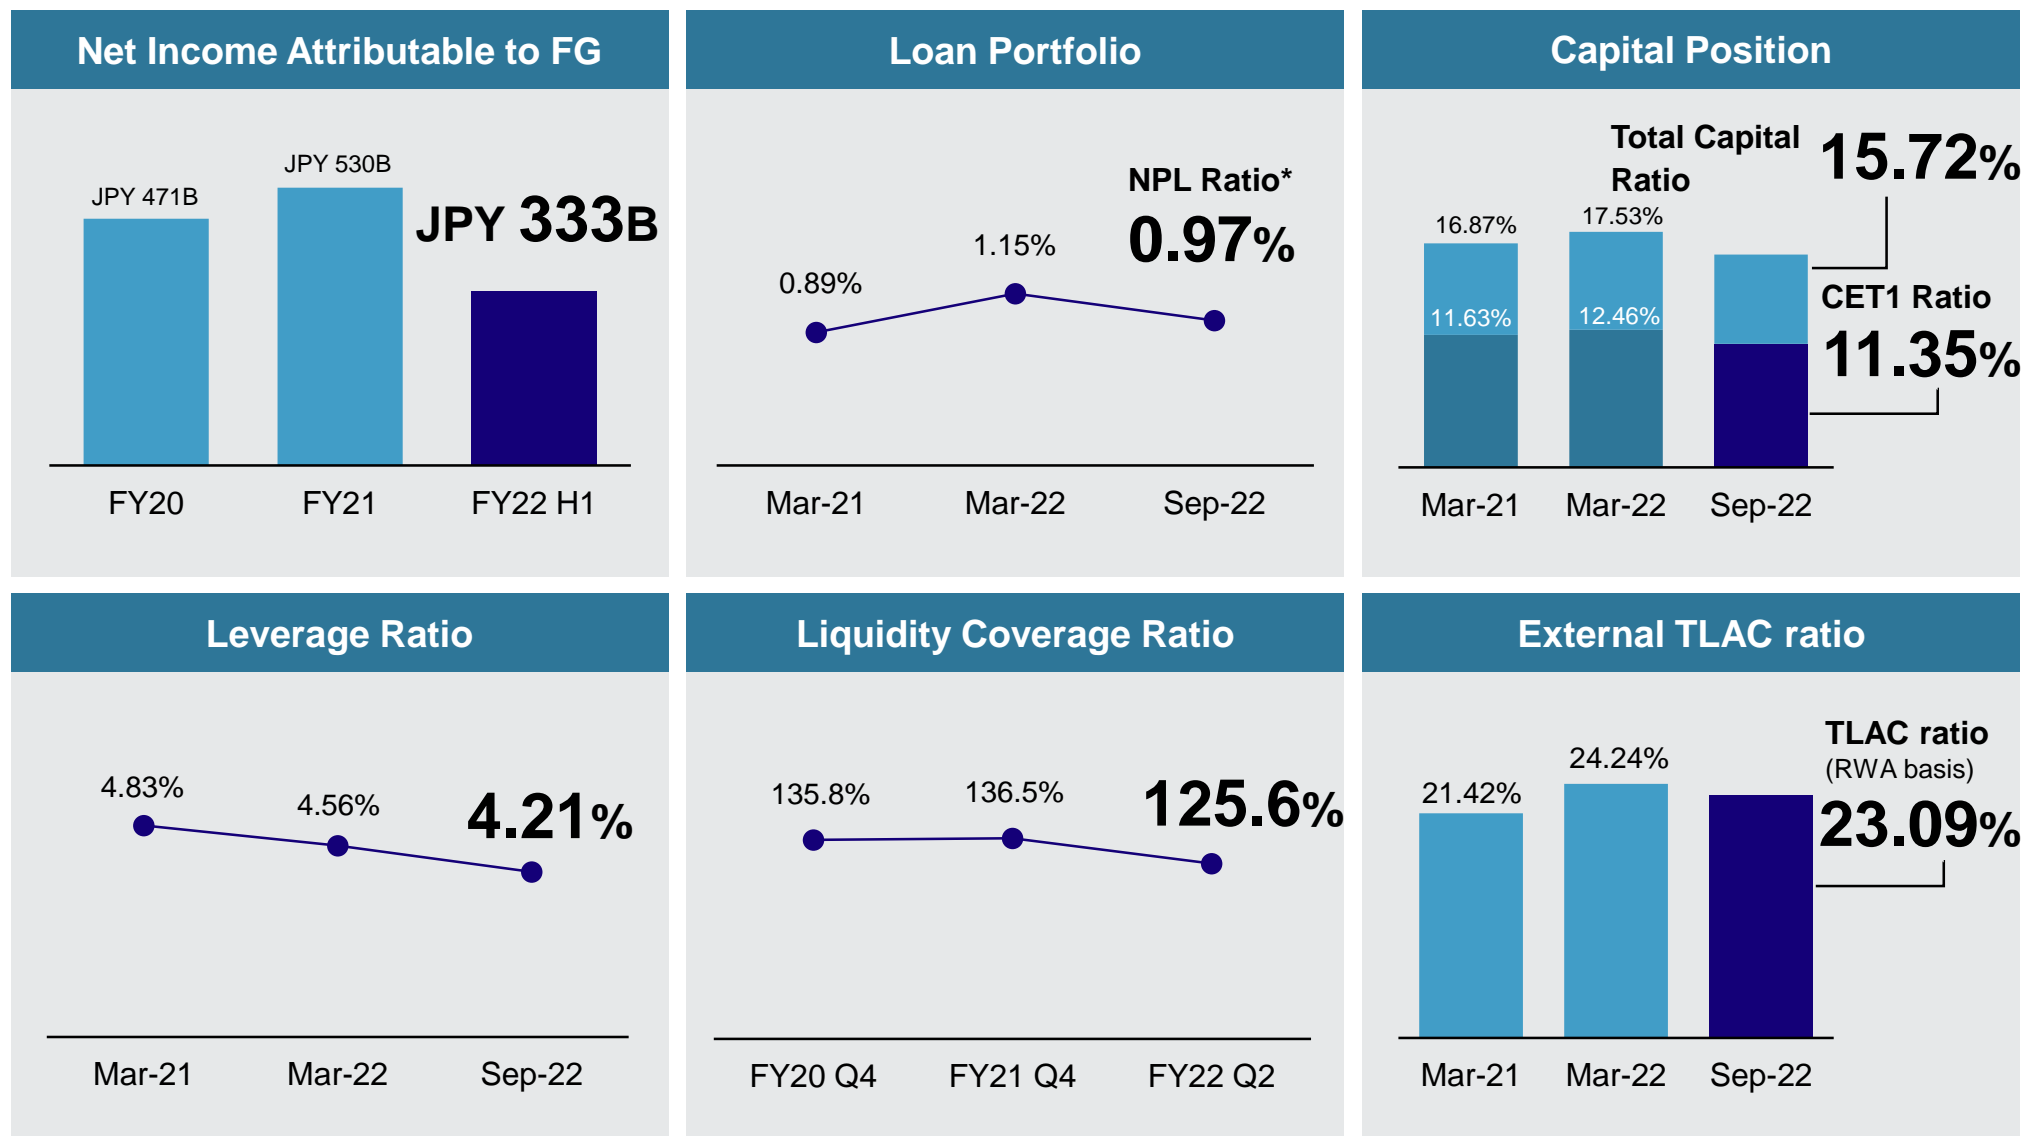 Net Income Attributable to FG
JPY 471B
JPY 530B
JPY 333B
FY20
FY21
FY22 H1
Loan Portfolio
0.89%
1.15%
NPL Ratio*
0.97%
Mar-21
Mar-22
Sep-22
Capital Position
Total Capital
Ratio
15.72%
16.87%
17.53%
11.63%
12.46%
CET1 Ratio
11.35%
Mar-21
Mar-22
Sep-22
Leverage Ratio
4.83%
4.56%
4.21%
Mar-21
Mar-22
Sep-22
Liquidity Coverage Ratio
135.8%
136.5%
125.6%
FY20 Q4
FY21 Q4
FY22 Q2
External TLAC ratio
21.42%
24.24%
TLAC ratio
(RWA basis)
23.09%
Mar-21
Mar-22
Sep-22